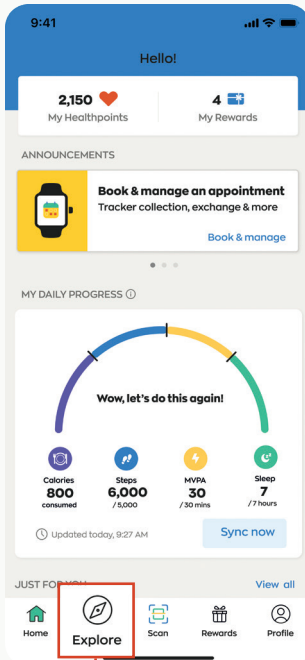 9:41
Hello!
2,150
My Healthpoints
4
My Rewards
ANNOUNCEMENTS
Book & manage an appointment
Tracker collection, exchange & more
Book & manage
MY DAILY PROGRESS
Wow, let's do this again!
Calories
800
consumed
Steps
6,000
/ 5,000
MVPA
30
/ 30 mins
Sleep
7
/ 7 hours
Updated today, 9:27 AM
Sync now
JUST FOR YOU
View all
Home
Explore
Scan
Rewards
Profile